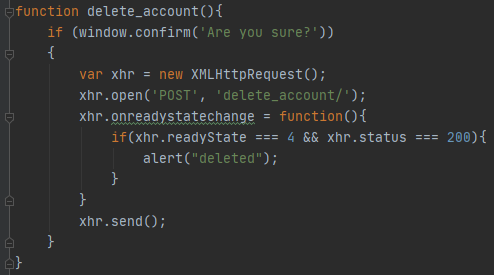 function delete_account(){
    if (window.confirm('Are you sure?'))
    {
        var xhr = new XMLHttpRequest();
        xhr.open('POST', 'delete_account/');
        xhr.onreadystatechange = function(){
            if(xhr.readyState === 4 && xhr.status === 200){
                alert("deleted");
            }
        }
        xhr.send();
    }
}